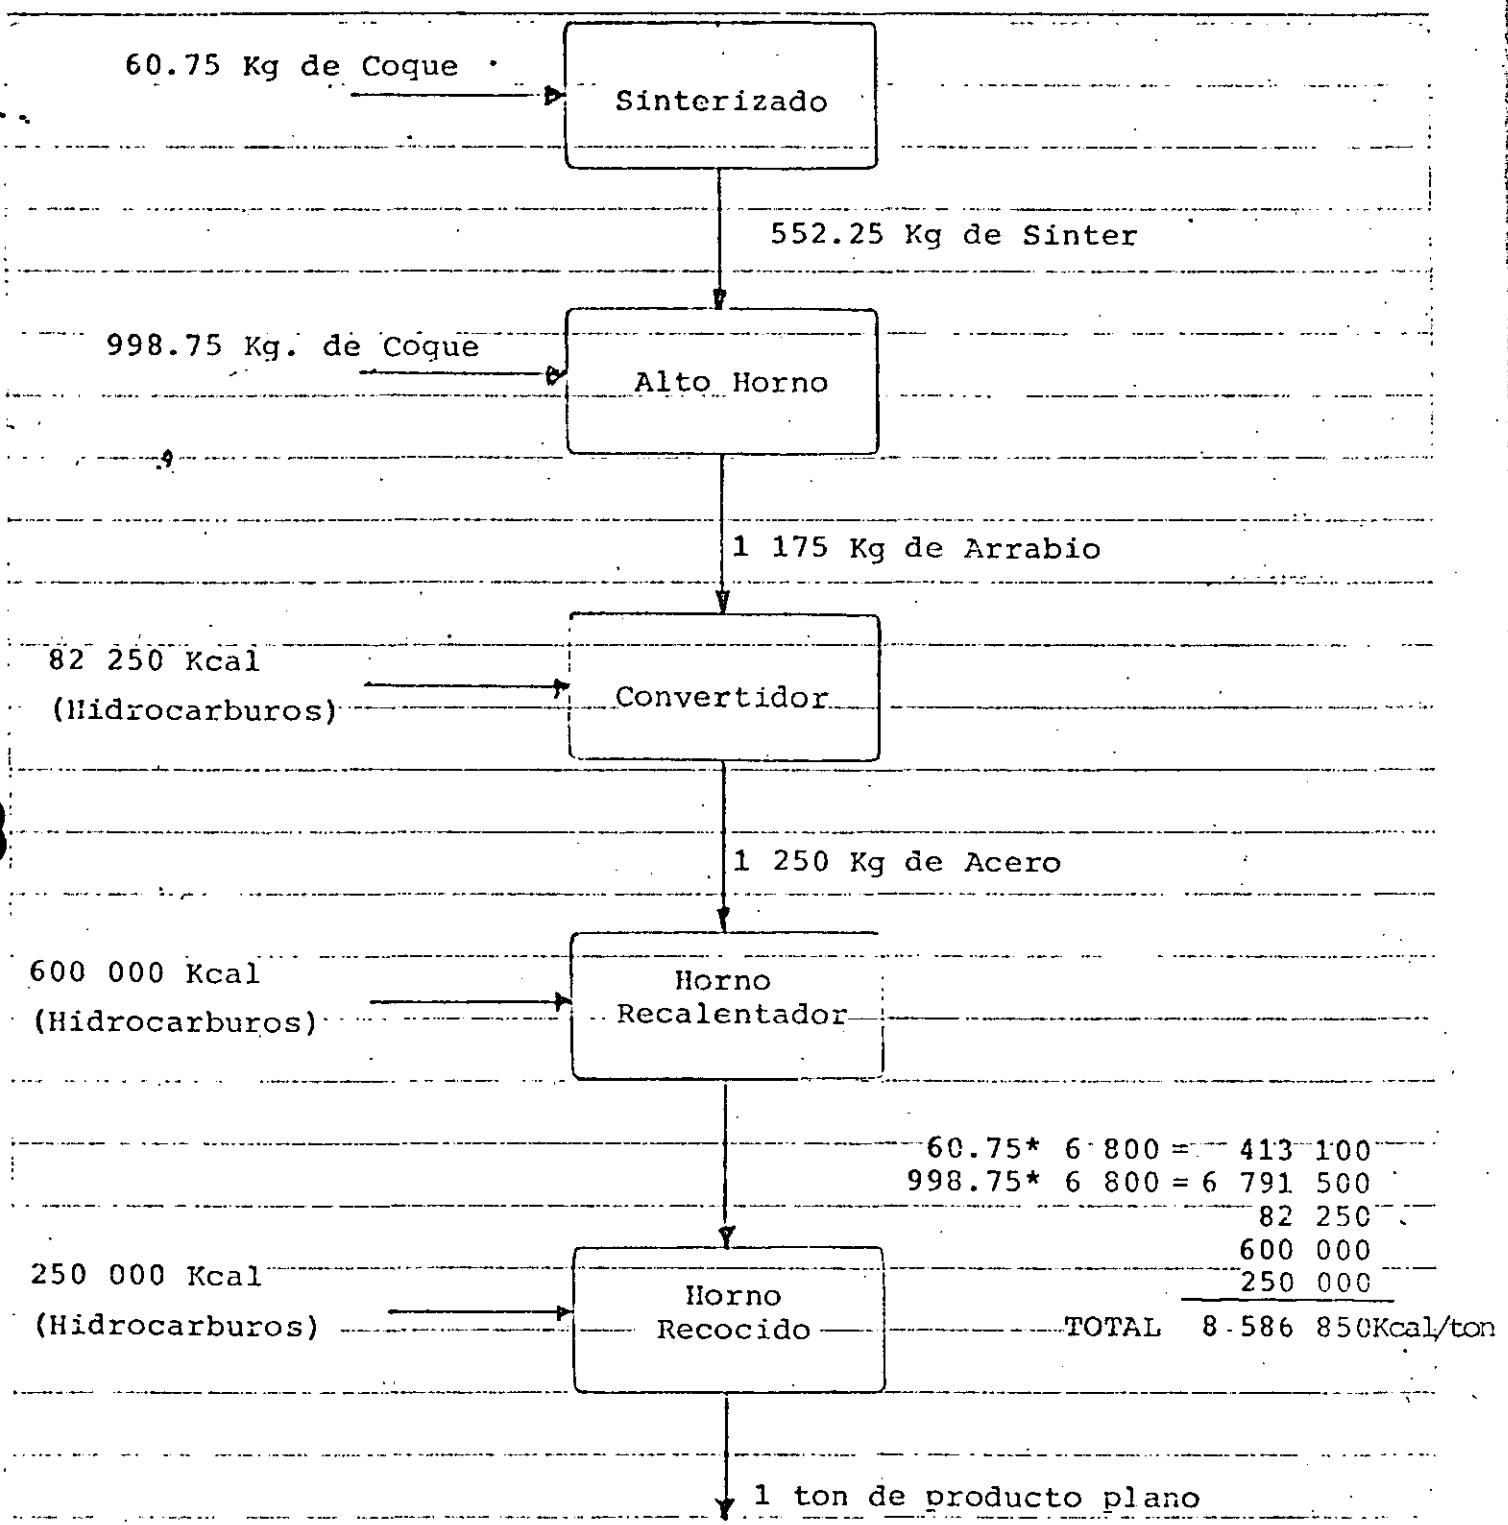 60.75 Kg de Coque
Sinterizado
552.25 Kg de Sinter
998.75 Kg. de Coque
Alto Horno
1 175 Kg de Arrabio
82 250 Kcal
(Hidrocarburos)
Convertidor
1 250 Kg de Acero
600 000 Kcal
(Hidrocarburos)
Horno
Recalentador
60.75* 6 800 = 413 100
998.75* 6 800 = 6 791 500
82 250
600 000
250 000
TOTAL 8 586 850Kcal/ton
250 000 Kcal
(Hidrocarburos)
Horno
Recocido
1 ton de producto plano